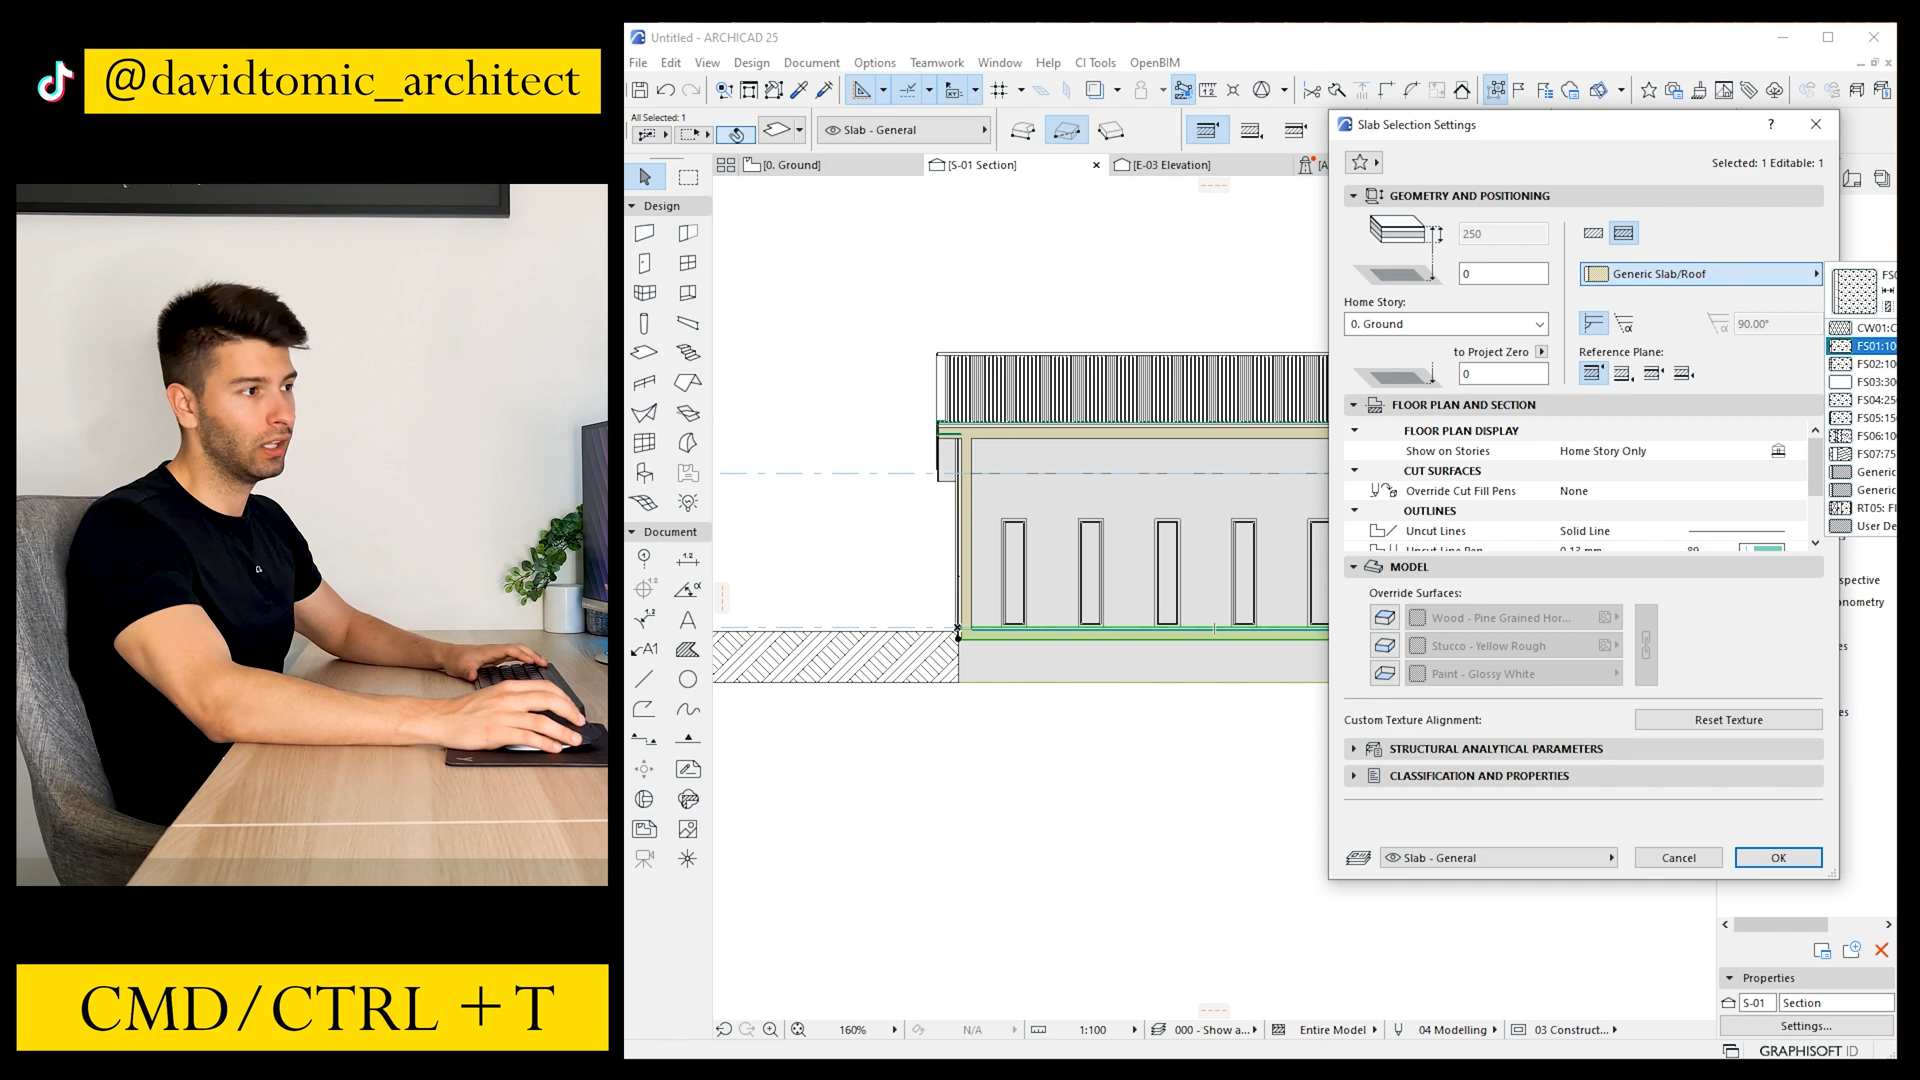 @davidtomic_architect
CMD/CTRL +T
Untitled - ARCHICAD 25
File Edit View Design Document Options Teamwork Window Help CI Tools OpenBIM
All Selected: 1
Slab - General
[0. Ground]
[S-01 Section]
[E-03 Elevation]
Design
Document
Slab Selection Settings
Selected: 1 Editable: 1
GEOMETRY AND POSITIONING
250
0
Generic Slab/Roof
Home Story:
0. Ground
90.00°
to Project Zero
Reference Plane:
0
FLOOR PLAN AND SECTION
FLOOR PLAN DISPLAY
Show on Stories Home Story Only
CUT SURFACES
Override Cut Fill Pens None
OUTLINES
Uncut Lines Solid Line
MODEL
Override Surfaces:
Wood - Pine Grained Hor...
Stucco - Yellow Rough
Paint - Glossy White
Custom Texture Alignment:
Reset Texture
STRUCTURAL ANALYTICAL PARAMETERS
CLASSIFICATION AND PROPERTIES
Slab - General
Cancel
OK
CW01:C
FS01:10
FS02:10
FS03:30
FS04:25
FS05:15
FS06:10
FS07:75
Generic
Generic
RT05: Fl
User De
spective
onometry
Properties
S-01 Section
Settings...
160% N/A 1:100 000 - Show a... Entire Model 04 Modelling 03 Construct...
GRAPHISOFT ID